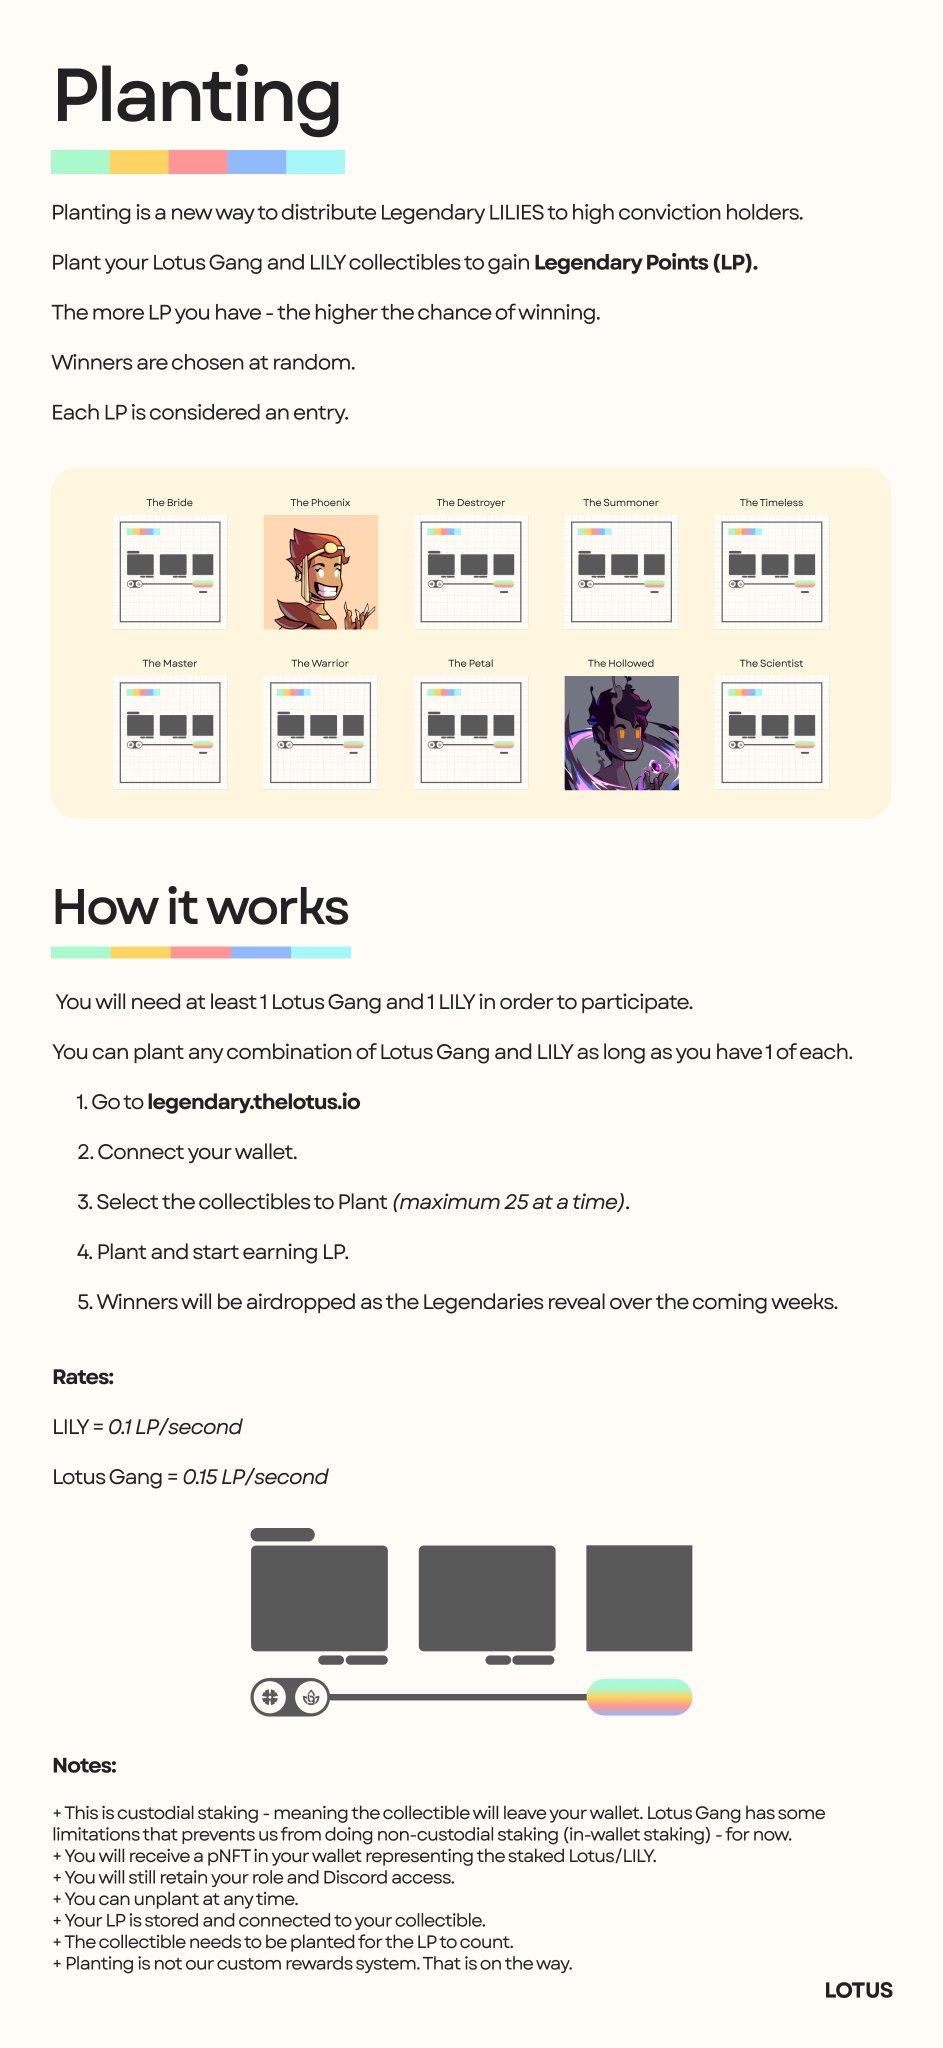 Planting
Planting is a new way to distribute Legendary LILIES to high conviction holders.
Plant your Lotus Gang and LILY collectibles to gain Legendary Points (LP).
The more LP you have - the higher the chance of winning.
Winners are chosen at random.
Each LP is considered an entry.
The Bride
The Phoenix
The Destroyer
The Summoner
The Timeless
The Master
The Warrior
The Petal
The Hollowed
The Scientist
How it works
You will need at least 1 Lotus Gang and 1 LILY in order to participate.
You can plant any combination of Lotus Gang and LILY as long as you have 1 of each.
1. Go to legendary.thelotus.io
2. Connect your wallet.
3. Select the collectibles to Plant (maximum 25 at a time).
4. Plant and start earning LP.
5. Winners will be airdropped as the Legendaries reveal over the coming weeks.
Rates:
LILY = 0.1 LP/second
Lotus Gang = 0.15 LP/second
Notes:
+ This is custodial staking - meaning the collectible will leave your wallet. Lotus Gang has some
limitations that prevents us from doing non-custodial staking (in-wallet staking) - for now.
+ You will receive a pNFT in your wallet representing the staked Lotus/LILY.
+ You will still retain your role and Discord access.
+ You can unplant at any time.
+ Your LP is stored and connected to your collectible.
+ The collectible needs to be planted for the LP to count.
+ Planting is not our custom rewards system. That is on the way.
LOTUS